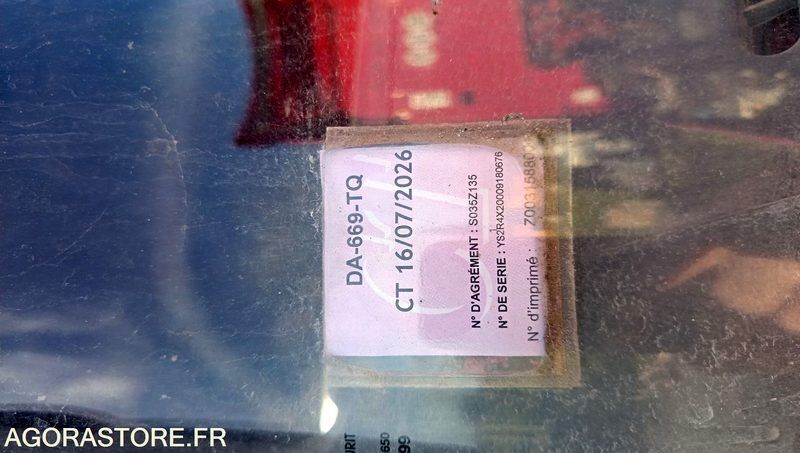 DA-669-TQ
CT 16/07/2026
N° D'AGRÉMENT : S035Z135
N° DE SERIE : YS2R4X20009180676
N° d'imprimé :
AGORASTORE.FR